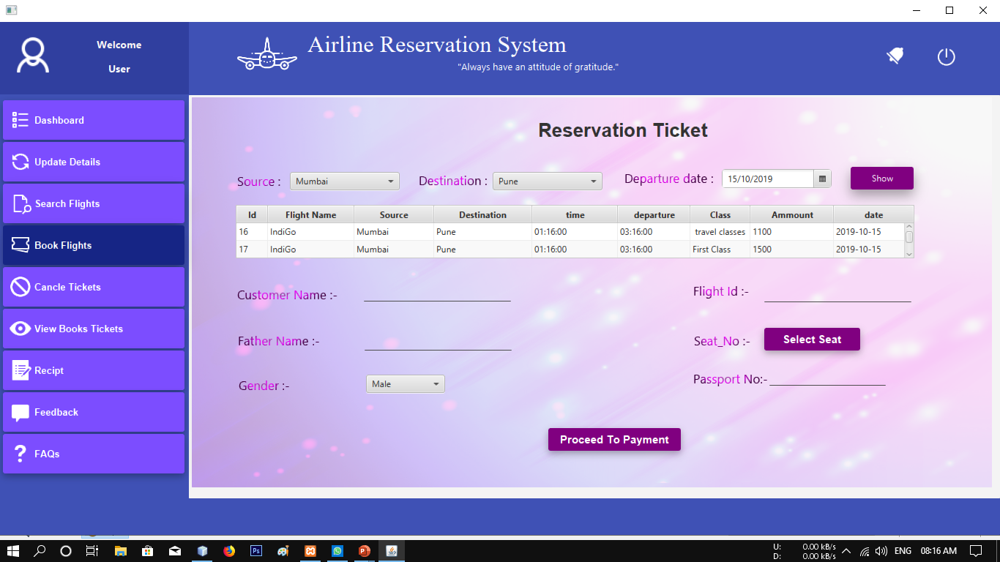 Welcome
User
Airline Reservation System
"Always have an attitude of gratitude."
Dashboard
Update Details
Search Flights
Book Flights
Cancle Tickets
View Books Tickets
Recipt
Feedback
FAQs
Reservation Ticket
Source : Mumbai Destination : Pune Departure date : 15/10/2019 Show
Id Flight Name Source Destination time departure Class Ammount date
16 IndiGo Mumbai Pune 01:16:00 03:16:00 travel classes 1100 2019-10-15
17 IndiGo Mumbai Pune 01:16:00 03:16:00 First Class 1500 2019-10-15
Customer Name :- Flight Id :-
Father Name :- Seat_No :- Select Seat
Gender :- Male Passport No:-
Proceed To Payment
U: 0.00 kB/s
D: 0.00 kB/s
ENG 08:16 AM